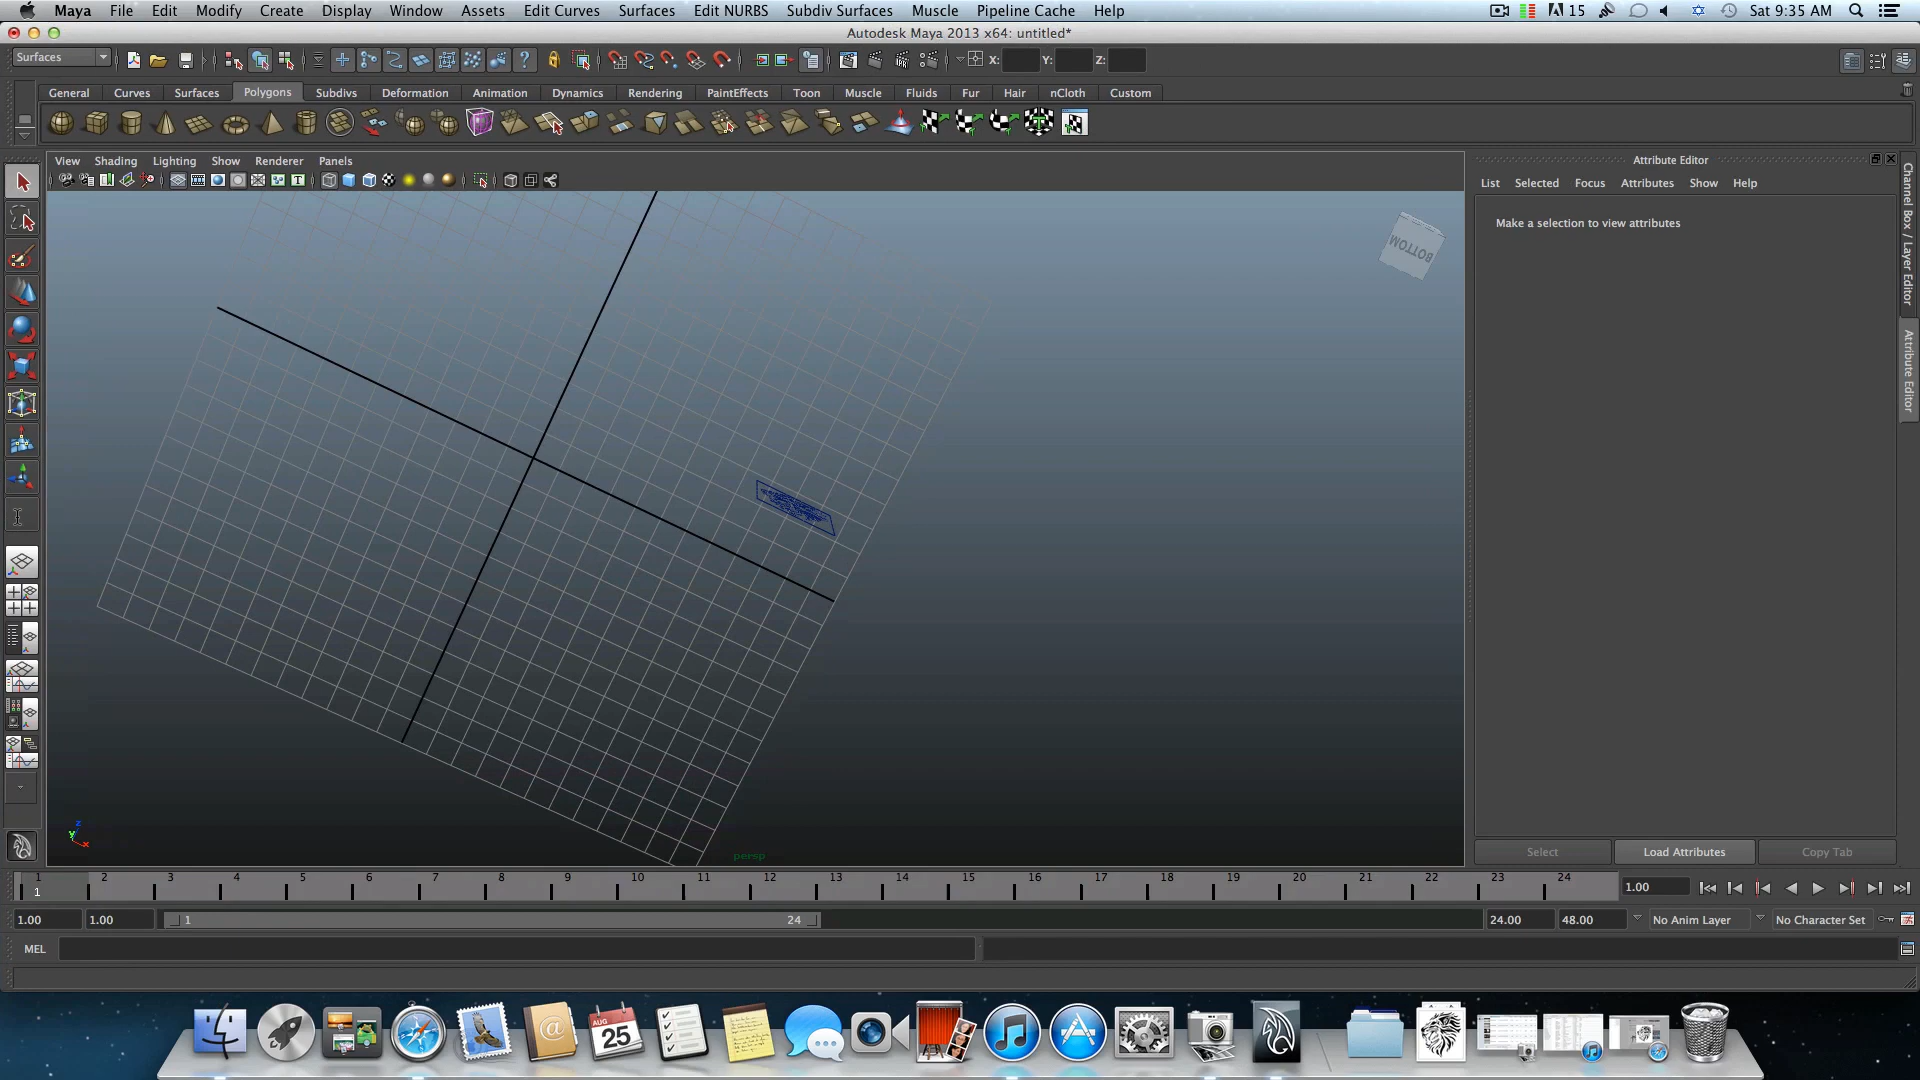 Maya File Edit Modify Create Display Window Assets Edit Curves Surfaces Edit NURBS Subdiv Surfaces Muscle Pipeline Cache Help 15 Sat 9:35 AM
Autodesk Maya 2013 x64: untitled*
Surfaces X: Y: Z:
General Curves Surfaces Polygons Subdivs Deformation Animation Dynamics Rendering PaintEffects Toon Muscle Fluids Fur Hair nCloth Custom
View Shading Lighting Show Renderer Panels
Attribute Editor
List Selected Focus Attributes Show Help
Make a selection to view attributes
BOTTOM
Channel Box / Layer Editor
Attribute Editor
z
y
x
persp
Select Load Attributes Copy Tab
1 2 3 4 5 6 7 8 9 10 11 12 13 14 15 16 17 18 19 20 21 22 23 24
1 1.00
1.00 1.00 1 24 24.00 48.00 No Anim Layer No Character Set
MEL
AUG
25